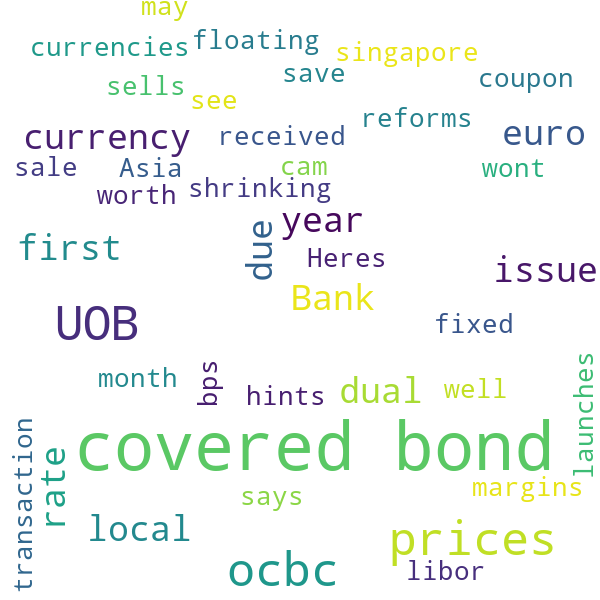 may
currencies
floating
singapore
save
coupon
sells
see
reforms
currency
received
euro
sale
Asia
cam
wont
worth
shrinking
year
first
due
Heres
issue
Bank
UOB
fixed
month
bps
hints
dual
well
launches
covered bond
transaction
rate
says
margins
local
prices
ocbc
libor